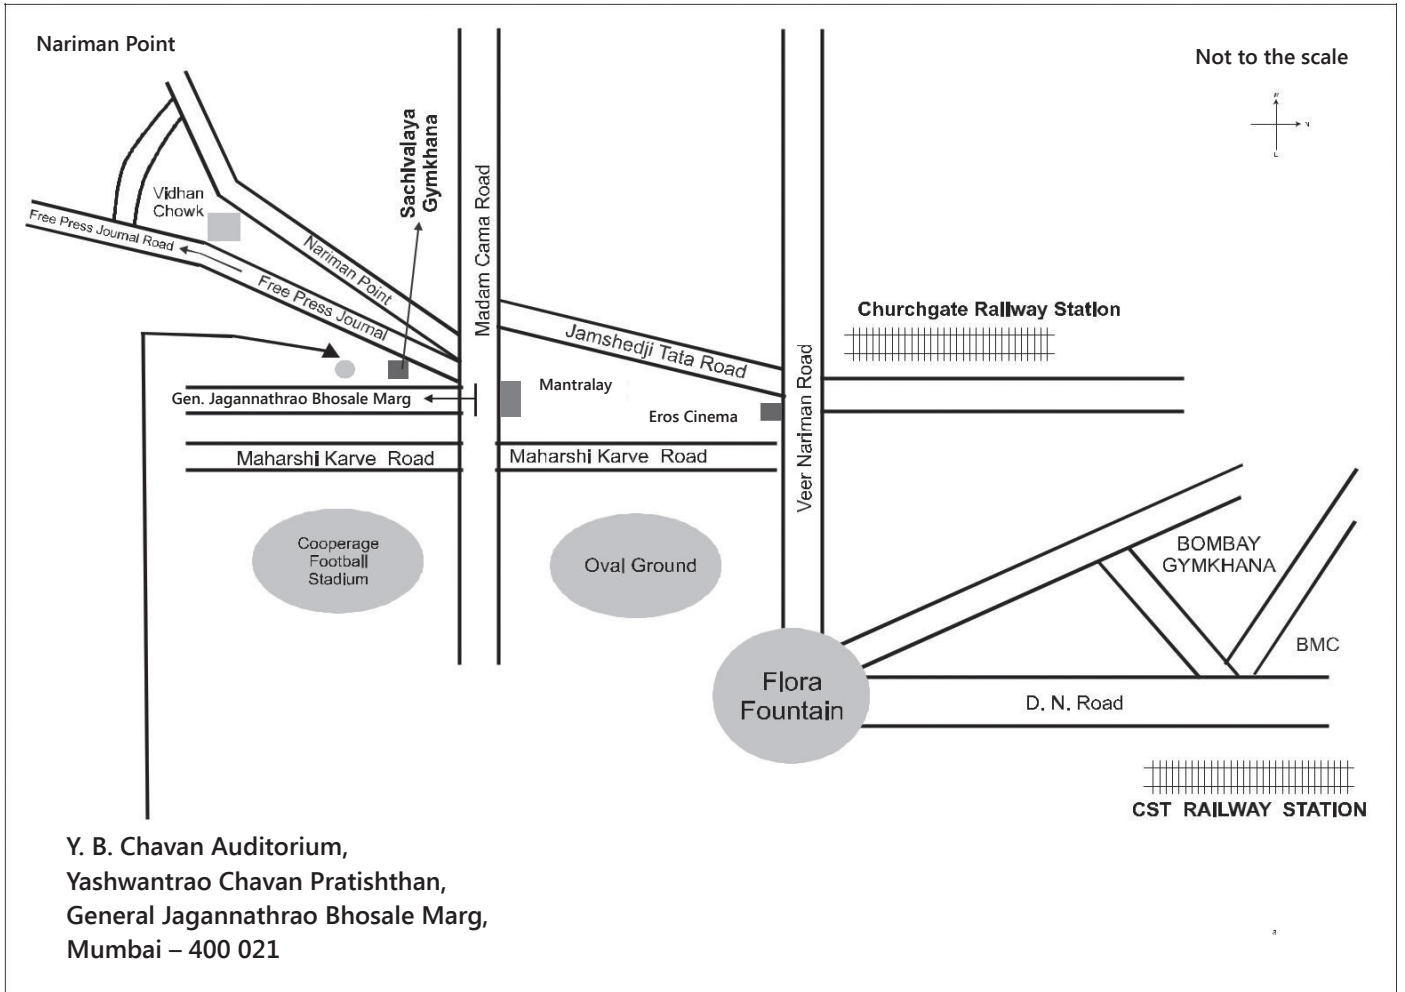 Nariman Point
Not to the scale
Sachivalaya
Gymkhana
Madam Cama Road
Vidhan
Chowk
Free Press Journal Road
Nariman Point
Free Press Journal
Churchgate Railway Station
Jamshedji Tata Road
Veer Nariman Road
Gen. Jagannathrao Bhosale Marg
Mantralay
Eros Cinema
Maharshi Karve Road
Maharshi Karve Road
Cooperage
Football
Stadium
Oval Ground
BOMBAY
GYMKHANA
BMC
Flora
Fountain
D. N. Road
CST RAILWAY STATION
Y. B. Chavan Auditorium,
Yashwantrao Chavan Pratishthan,
General Jagannathrao Bhosale Marg,
Mumbai – 400 021